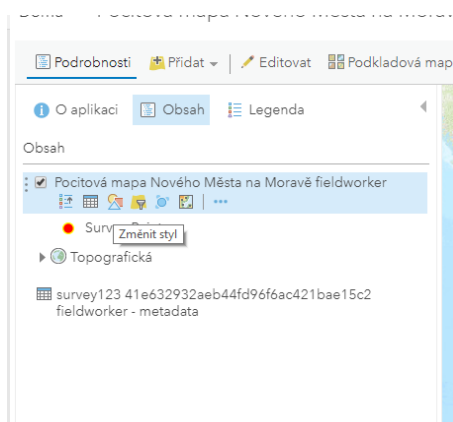 Podrobnosti Přidat Editovat Podkladová map
O aplikaci Obsah Legenda
Obsah
Pocitová mapa Nového Města na Moravě fieldworker
Změnit styl
Topografická
survey123 41e632932aeb44fd96f6ac421bae15c2
fieldworker - metadata